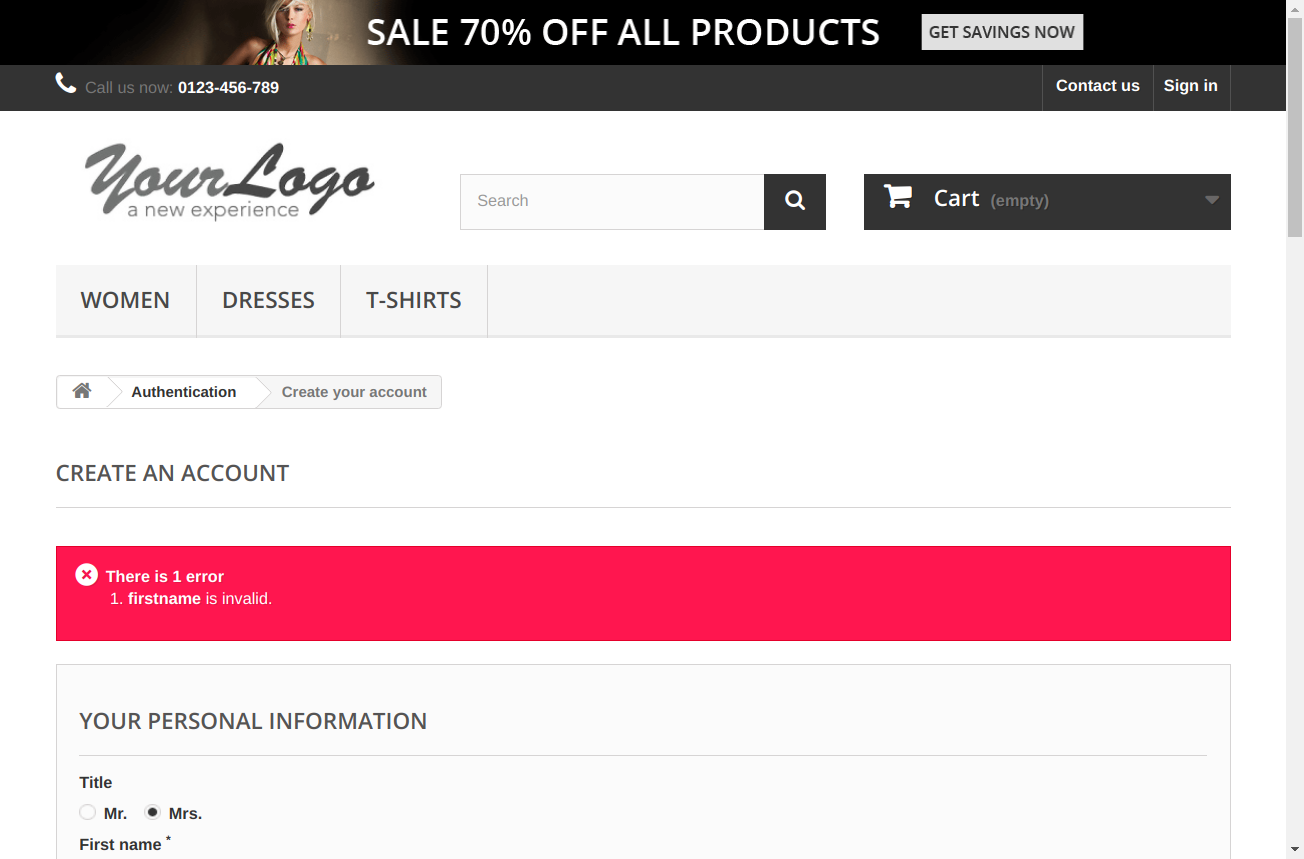 SALE 70% OFF ALL PRODUCTS GET SAVINGS NOW
Call us now: 0123-456-789 Contact us Sign in
YourLogo
a new experience
Search
Cart (empty)
WOMEN DRESSES T-SHIRTS
Authentication Create your account
CREATE AN ACCOUNT
There is 1 error
1. firstname is invalid.
YOUR PERSONAL INFORMATION
Title
Mr. Mrs.
First name *